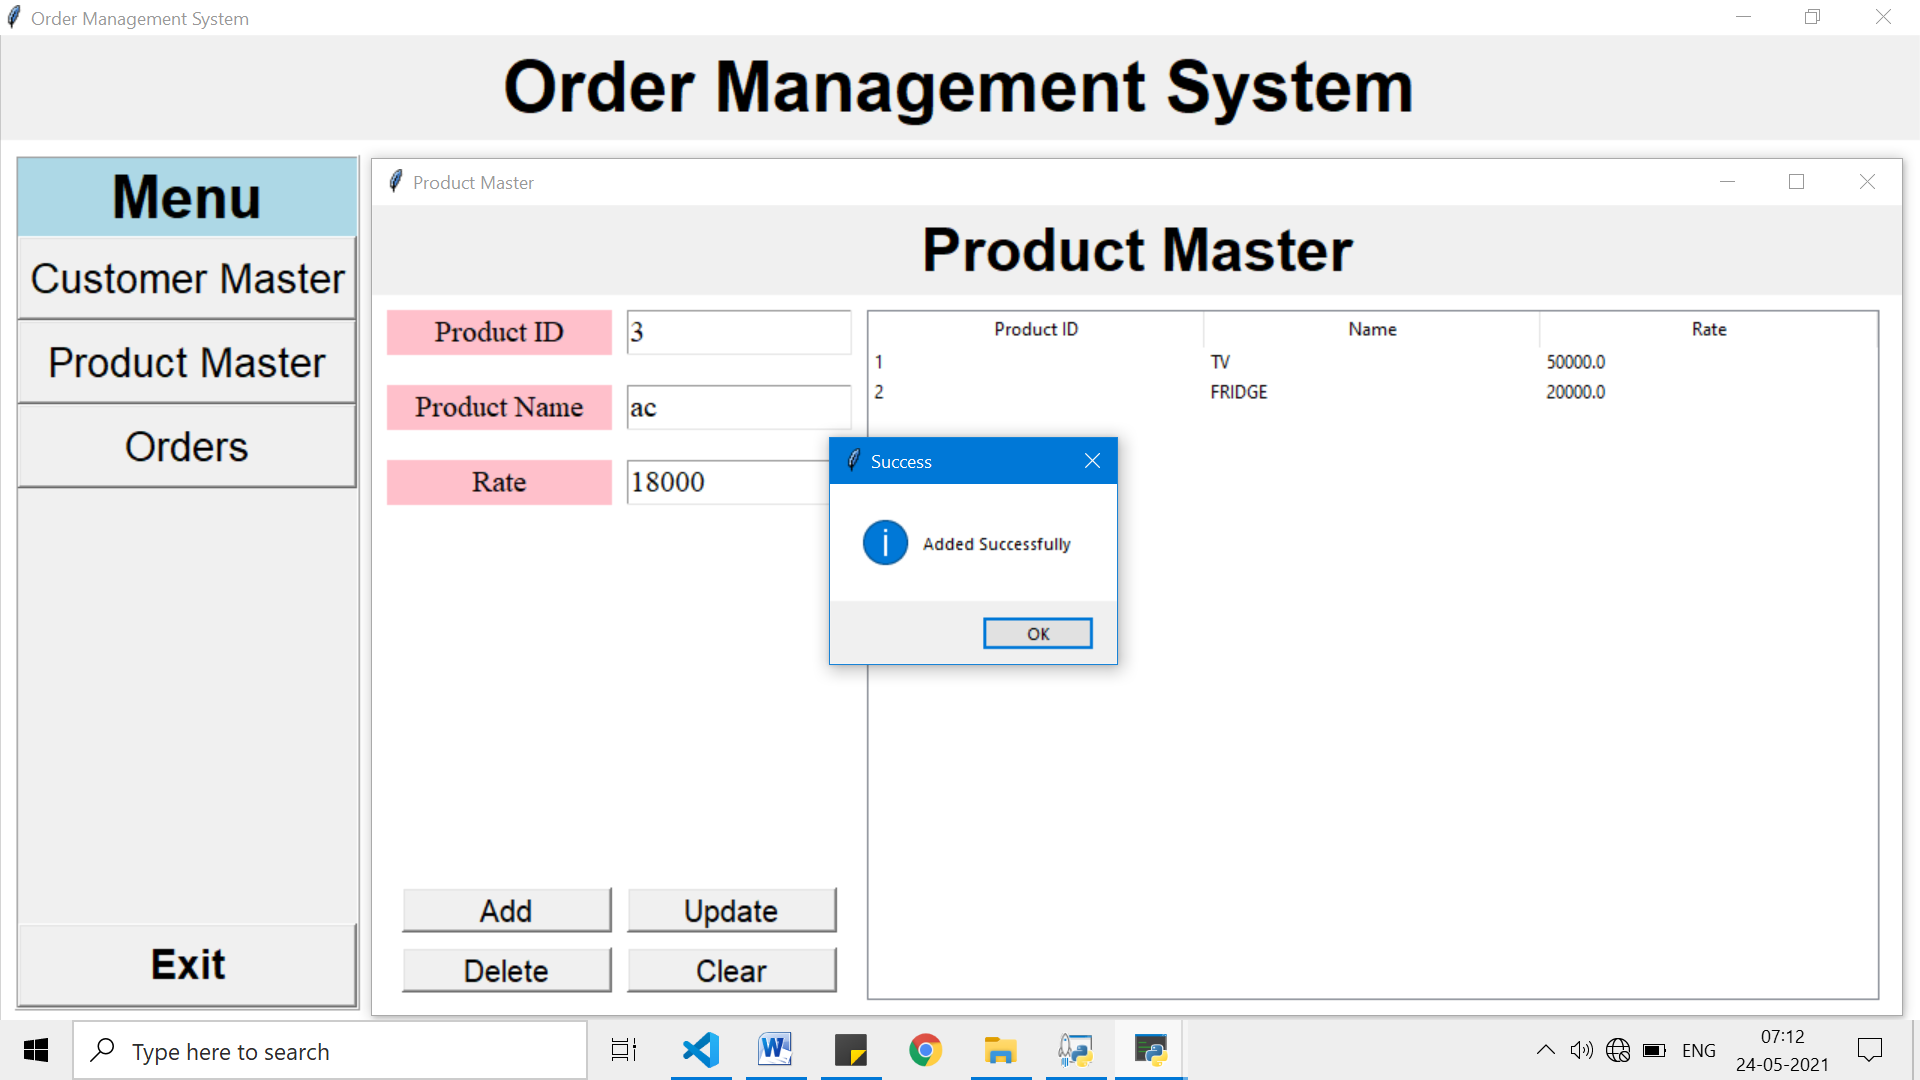 Order Management System
Order Management System
Menu
Customer Master
Product Master
Orders
Exit
Product Master
Product Master
Product ID
3
Product Name
ac
Rate
18000
Add
Update
Delete
Clear
Product ID Name Rate
1 TV 50000.0
2 FRIDGE 20000.0
Success
i
Added Successfully
OK
Type here to search
W
ENG
07:12
24-05-2021